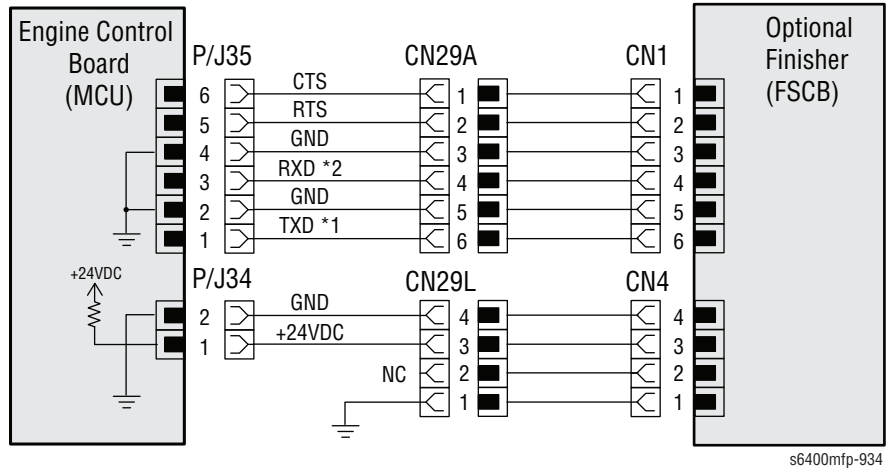 Engine Control
Board
(MCU)
Optional
Finisher
(FSCB)
P/J35 CN29A CN1
6 CTS 1 1
5 RTS 2 2
4 GND 3 3
3 RXD *2 4 4
2 GND 5 5
1 TXD *1 6 6
+24VDC
P/J34 CN29L CN4
2 GND 4 4
1 +24VDC 3 3
NC 2 2
1 1
s6400mfp-934